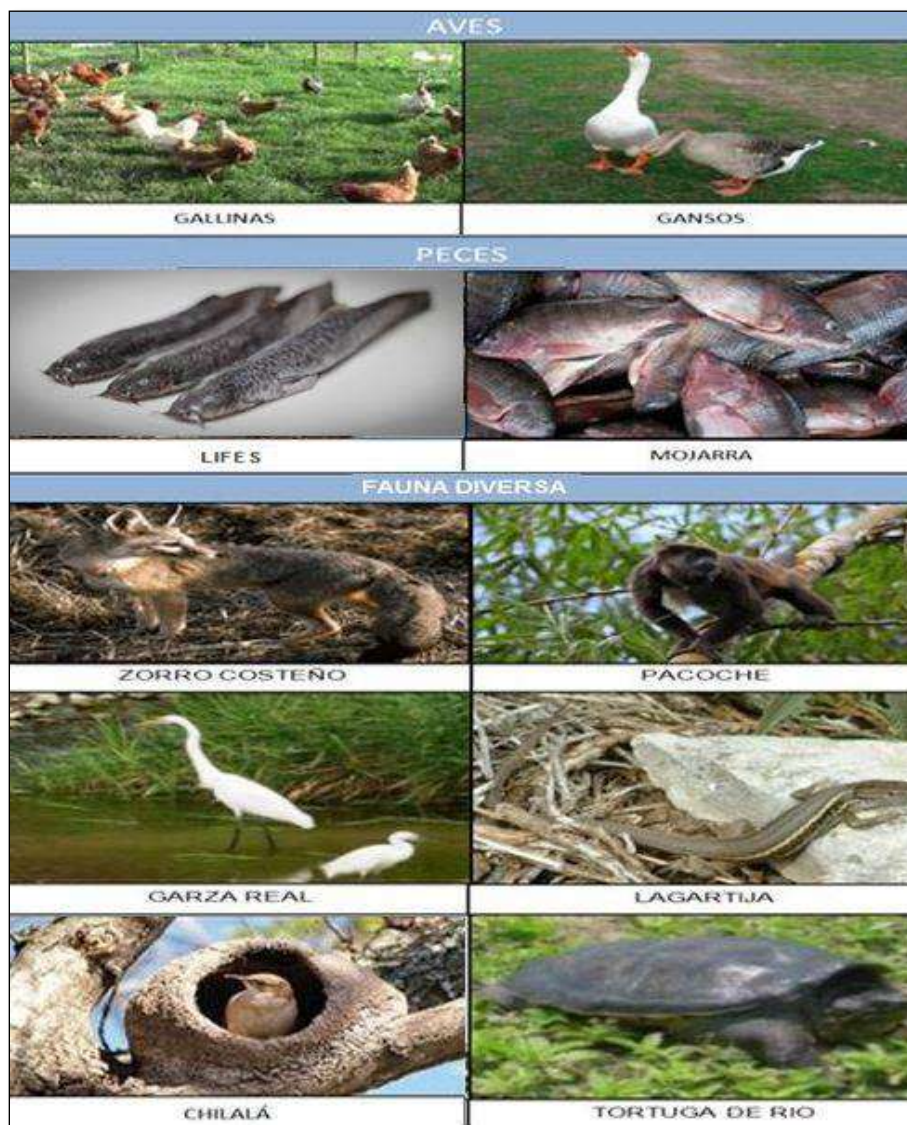 AVES
GALLINAS
GANSOS
PECES
LIFES
MOJARRA
FAUNA DIVERSA
ZORRO COSTEÑO
PACOCHE
GARZA REAL
LAGARTIJA
CHILALÁ
TORTUGA DE RIO